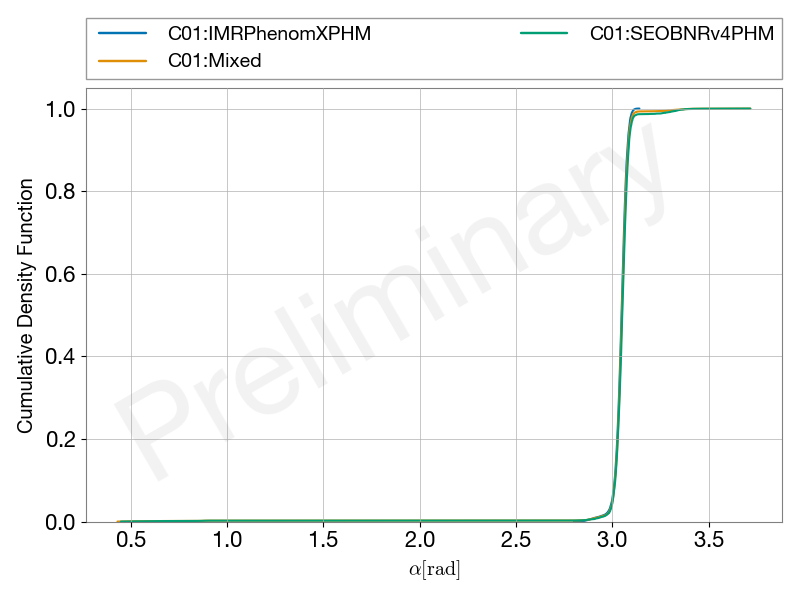 C01:IMRPhenomXPHM C01:SEOBNRv4PHM
C01:Mixed
1.0
0.8
0.6
0.4
0.2
0.0
Cumulative Density Function
Preliminary
0.5 1.0 1.5 2.0 2.5 3.0 3.5
α[rad]